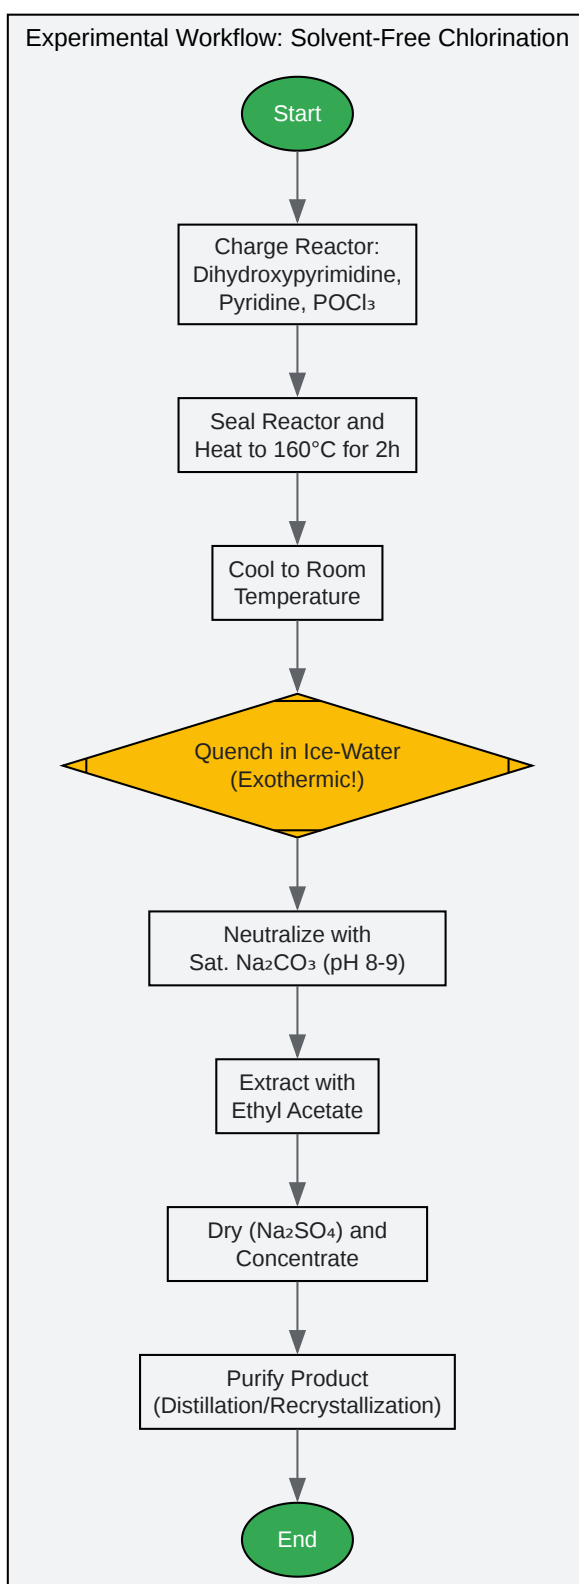 Experimental Workflow: Solvent-Free Chlorination
Start
Charge Reactor:
Dihydroxypyrimidine,
Pyridine, POCl₃
Seal Reactor and
Heat to 160°C for 2h
Cool to Room
Temperature
Quench in Ice-Water
(Exothermic!)
Neutralize with
Sat. Na₂CO₃ (pH 8-9)
Extract with
Ethyl Acetate
Dry (Na₂SO₄) and
Concentrate
Purify Product
(Distillation/Recrystallization)
End